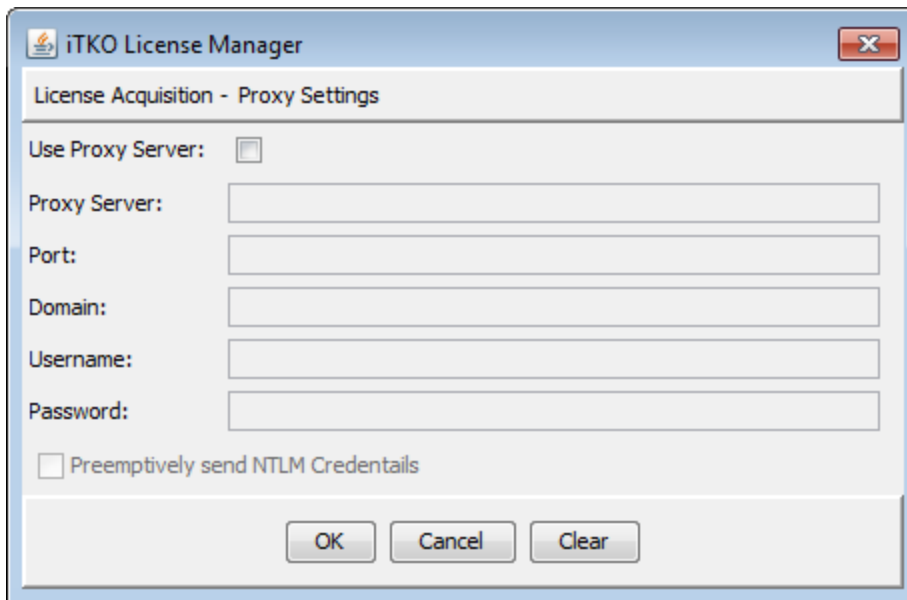 iTKO License Manager
License Acquisition - Proxy Settings
Use Proxy Server:
Proxy Server:
Port:
Domain:
Username:
Password:
Preemptively send NTLM Credentails
OK Cancel Clear